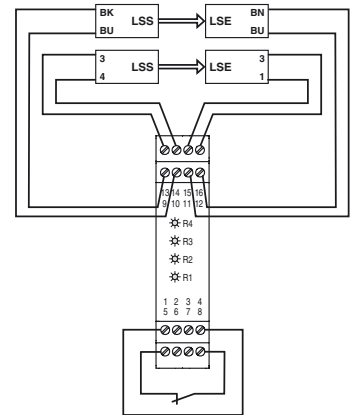 BK LSS LSE BN
BU BU
3 LSS LSE 3
4 1
13 14 15 16
9 10 11 12
R4
R3
R2
R1
1 2 3 4
5 6 7 8